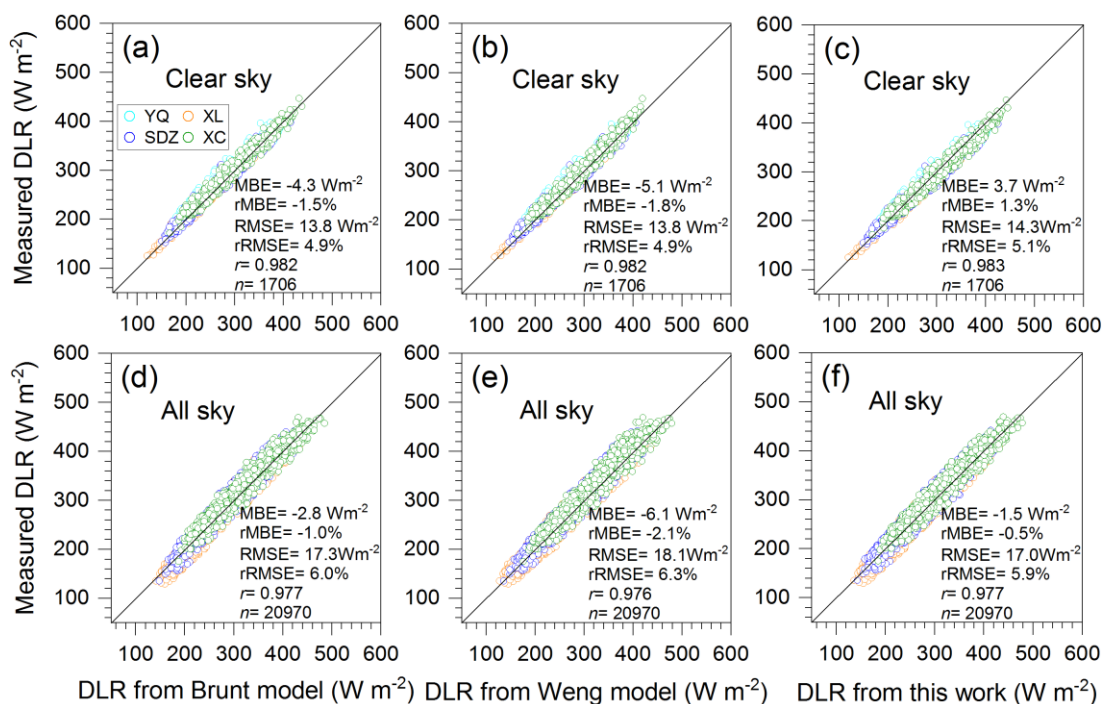 600
500
400
300
200
100
Measured DLR (W m-2)
(a)
Clear sky
YQ XL
SDZ XC
MBE= -4.3 Wm-2
rMBE= -1.5%
RMSE= 13.8 Wm-2
rRMSE= 4.9%
r= 0.982
n= 1706
100 200 300 400 500 600
600
500
400
300
200
100
(b)
Clear sky
MBE= -5.1 Wm-2
rMBE= -1.8%
RMSE= 13.8 Wm-2
rRMSE= 4.9%
r= 0.982
n= 1706
100 200 300 400 500 600
600
500
400
300
200
100
(c)
Clear sky
MBE= 3.7 Wm-2
rMBE= 1.3%
RMSE= 14.3Wm-2
rRMSE= 5.1%
r= 0.983
n= 1706
100 200 300 400 500 600
600
500
400
300
200
100
Measured DLR (W m-2)
(d)
All sky
MBE= -2.8 Wm-2
rMBE= -1.0%
RMSE= 17.3Wm-2
rRMSE= 6.0%
r= 0.977
n= 20970
100 200 300 400 500 600
DLR from Brunt model (W m-2)
600
500
400
300
200
100
(e)
All sky
MBE= -6.1 Wm-2
rMBE= -2.1%
RMSE= 18.1Wm-2
rRMSE= 6.3%
r= 0.976
n= 20970
100 200 300 400 500 600
DLR from Weng model (W m-2)
600
500
400
300
200
100
(f)
All sky
MBE= -1.5 Wm-2
rMBE= -0.5%
RMSE= 17.0Wm-2
rRMSE= 5.9%
r= 0.977
n= 20970
100 200 300 400 500 600
DLR from this work (W m-2)